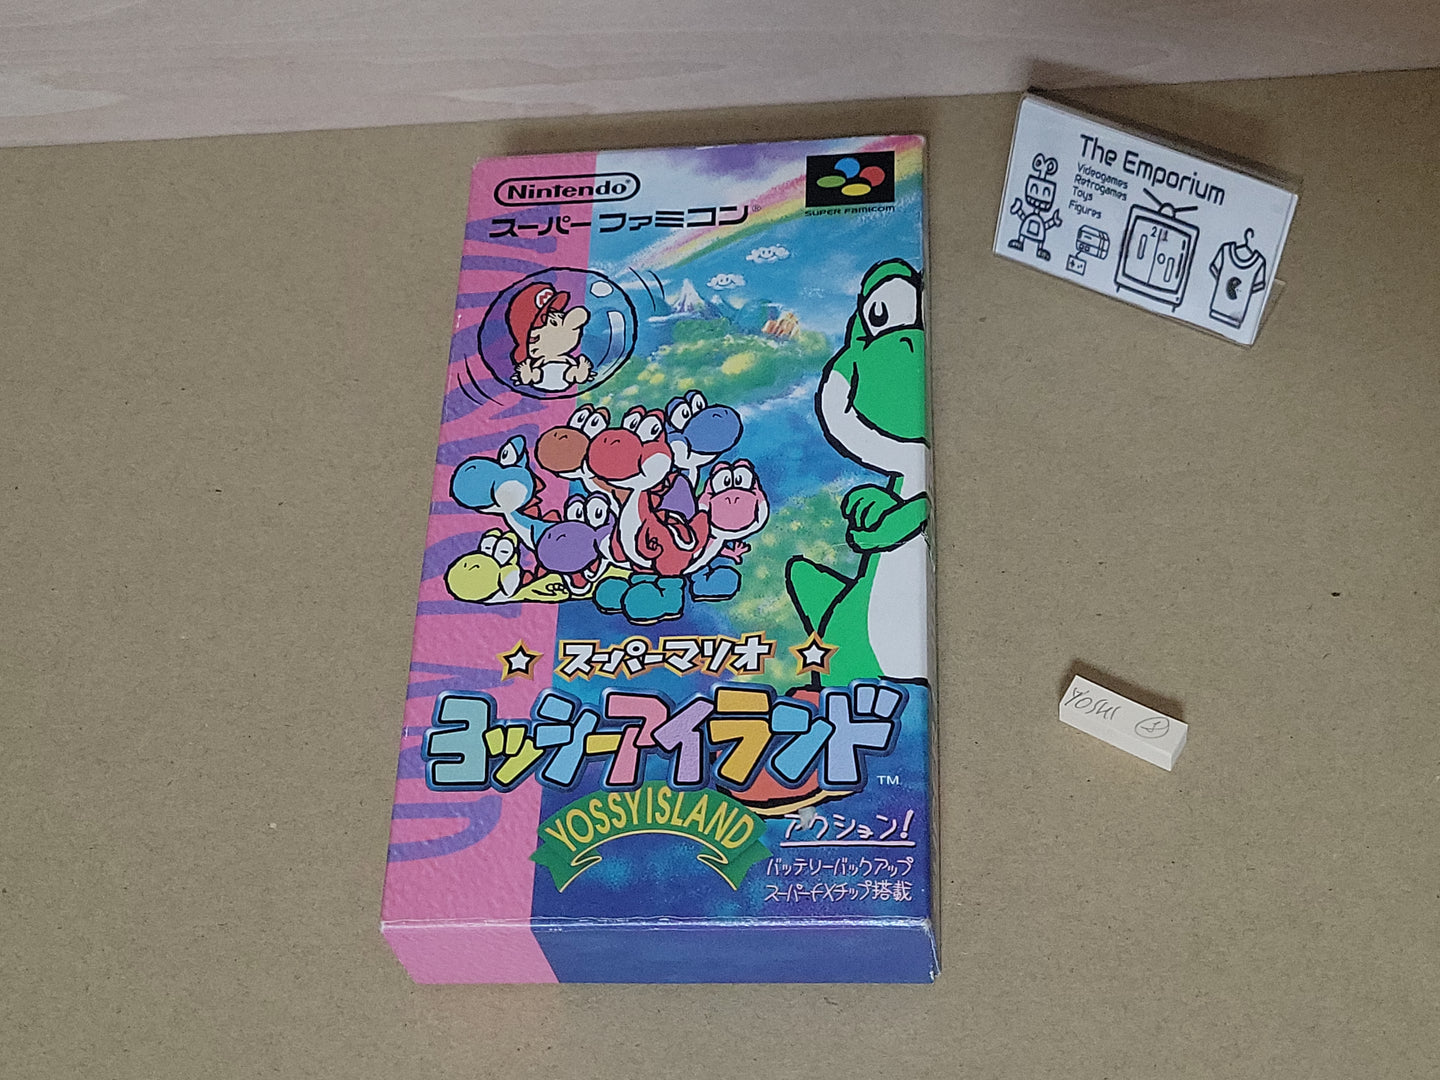 Nintendo®
スーパーファミコン®
SUPER FAMICOM
スーパーマリオ
ヨッシーアイランド
TM
YOSSY ISLAND
アクション!
バッテリーバックアップ
スーパーFXチップ搭載
The Emporium
Videogames
Retrogames
Toys
Figures
YOSHI